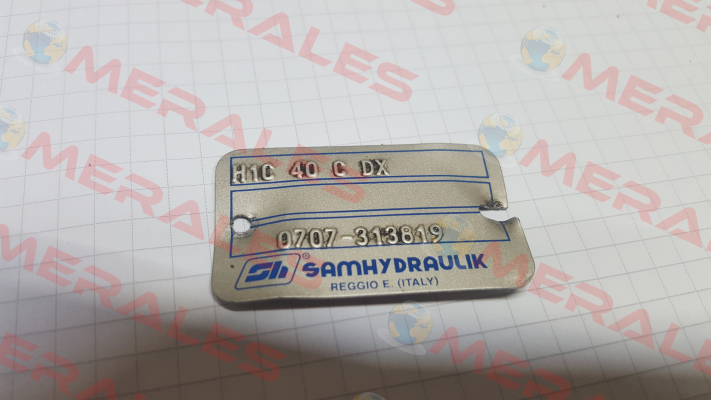 H1C 40 C DX
0707-313819
Sh® SAMHYDRAULIK
REGGIO E. (ITALY)
MERALES
MERALES
MERALES
MERALES
MERALES
MERALES